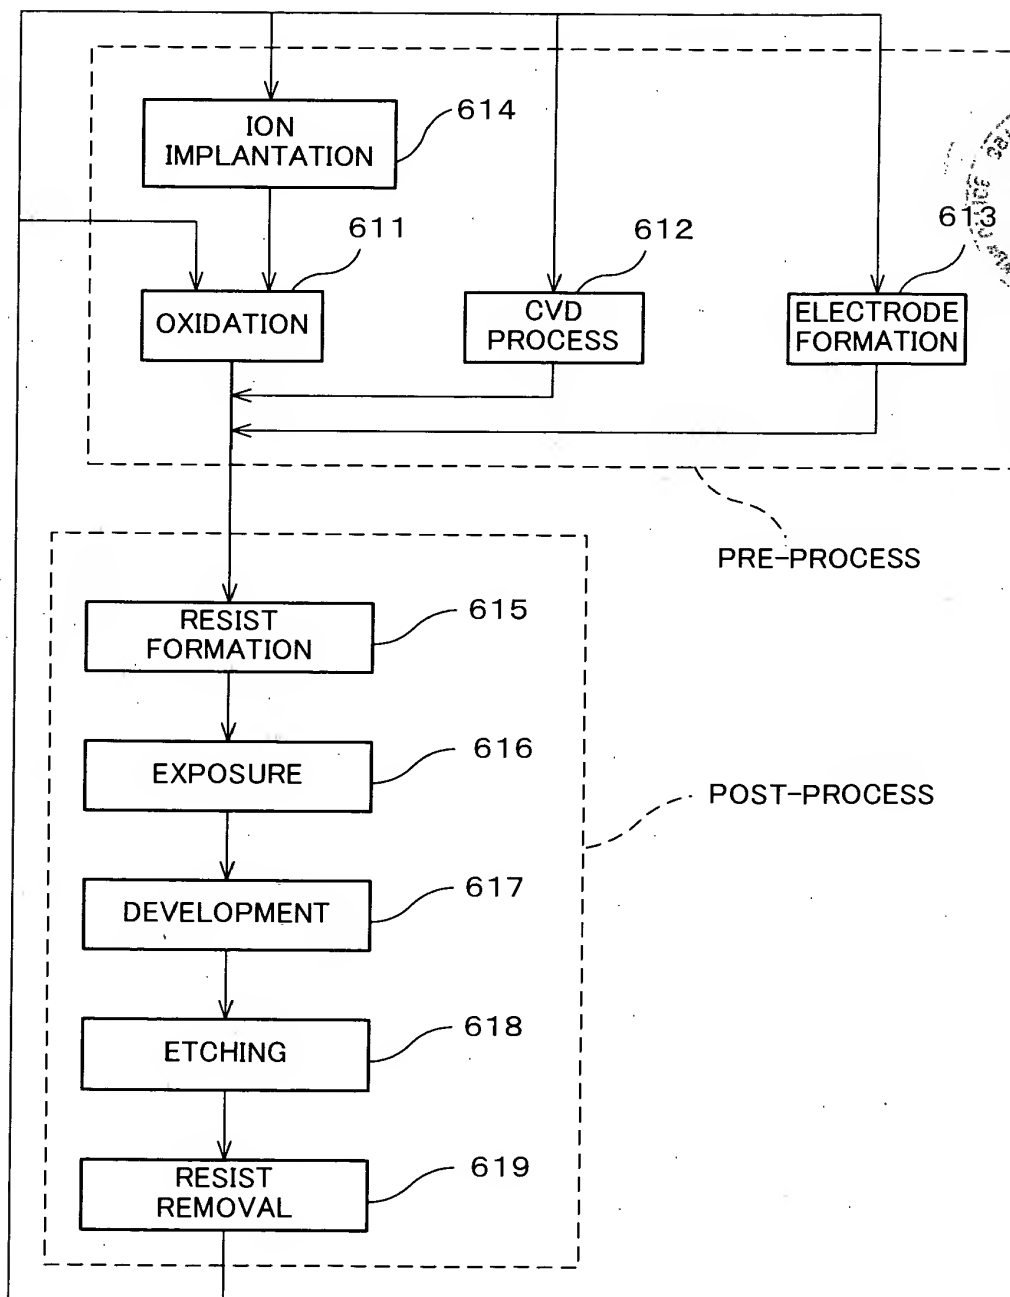 ION
IMPLANTATION
614
611
612
613
OXIDATION
CVD
PROCESS
ELECTRODE
FORMATION
PRE-PROCESS
RESIST
FORMATION
615
EXPOSURE
616
POST-PROCESS
DEVELOPMENT
617
ETCHING
618
RESIST
REMOVAL
619